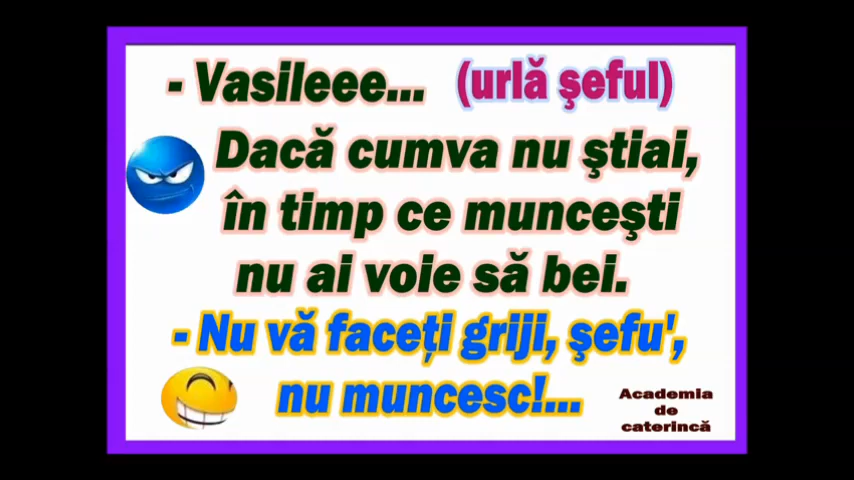 - Vasileee... (urlă şeful)
Dacă cumva nu ştiai,
în timp ce munceşti
nu ai voie să bei.
- Nu vă faceți griji, şefu',
nu muncesc!...
Academia
de
caterincă